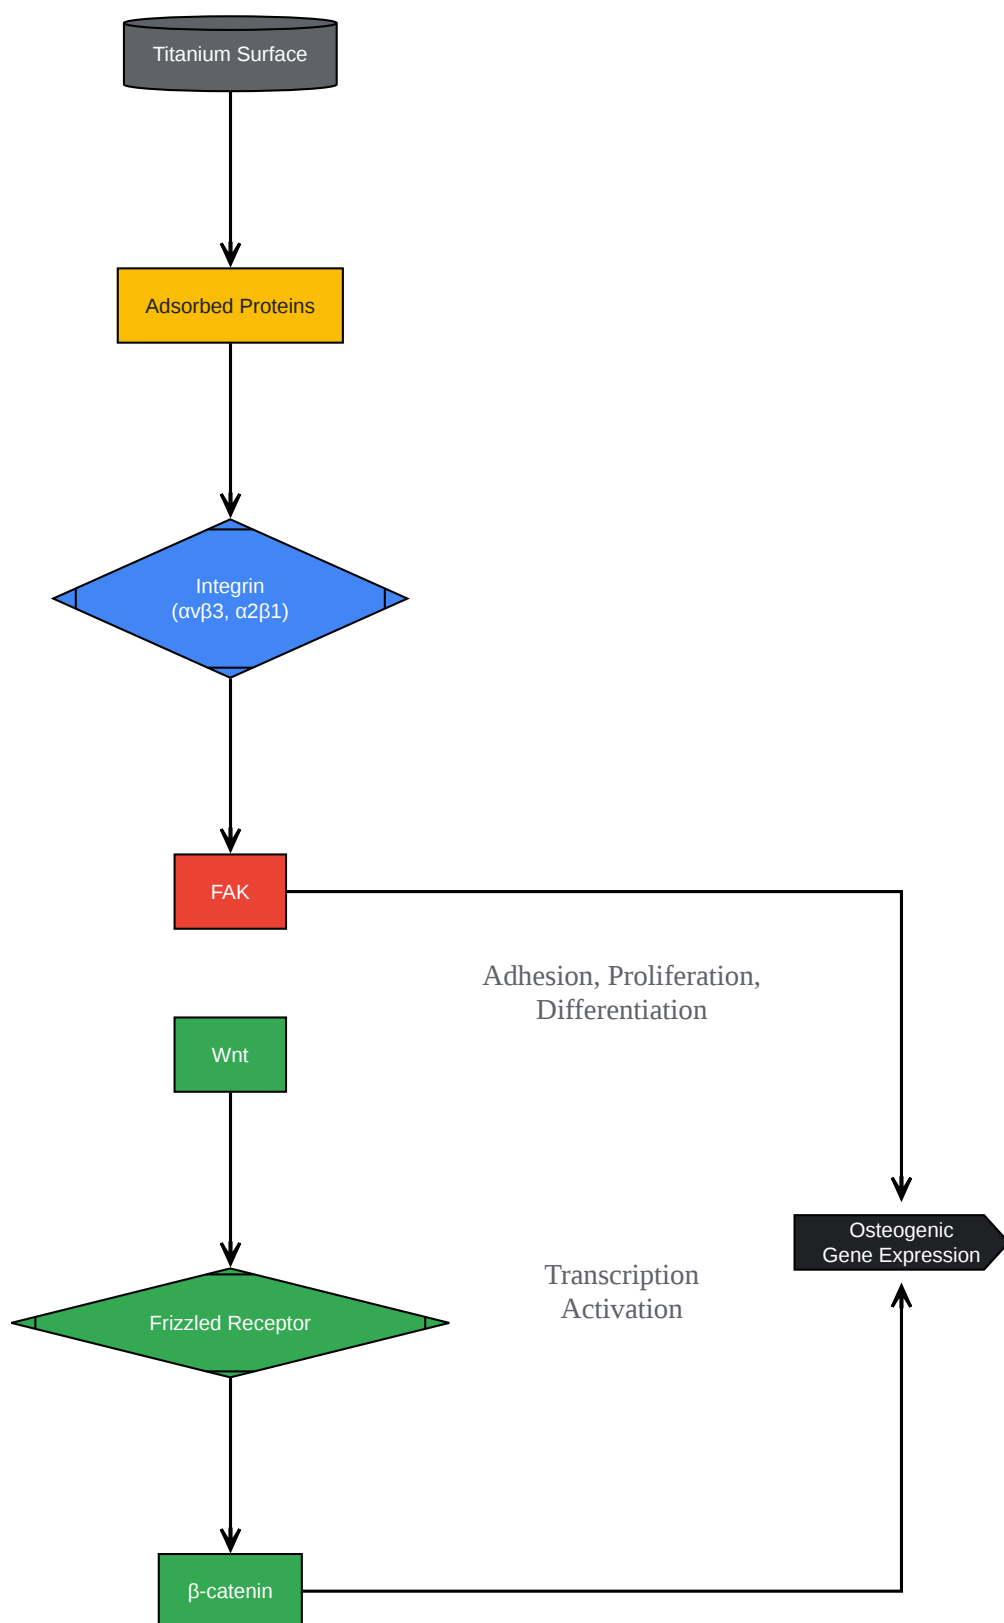 Titanium Surface
Adsorbed Proteins
Integrin
(αvβ3, α2β1)
FAK
Adhesion, Proliferation,
Differentiation
Wnt
Osteogenic
Gene Expression
Transcription
Activation
Frizzled Receptor
β-catenin